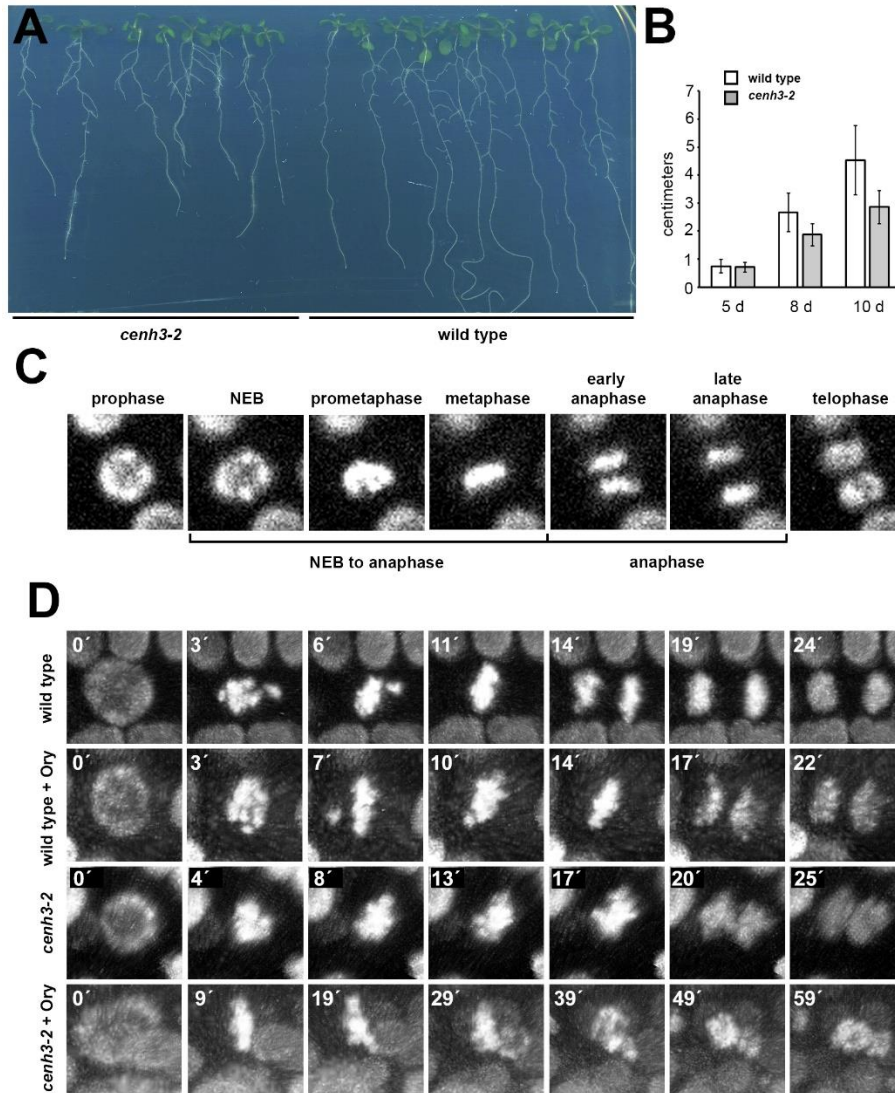 A
cenh3-2
wild type
B
wild type
cenh3-2
centimeters
7
6
5
4
3
2
1
0
5 d
8 d
10 d
C
prophase
NEB
prometaphase
metaphase
early
anaphase
late
anaphase
telophase
NEB to anaphase
anaphase
D
wild type
0´ 3´ 6´ 11´ 14´ 19´ 24´
wild type + Ory
0´ 3´ 7´ 10´ 14´ 17´ 22´
cenh3-2
0´ 4´ 8´ 13´ 17´ 20´ 25´
cenh3-2 + Ory
0´ 9´ 19´ 29´ 39´ 49´ 59´